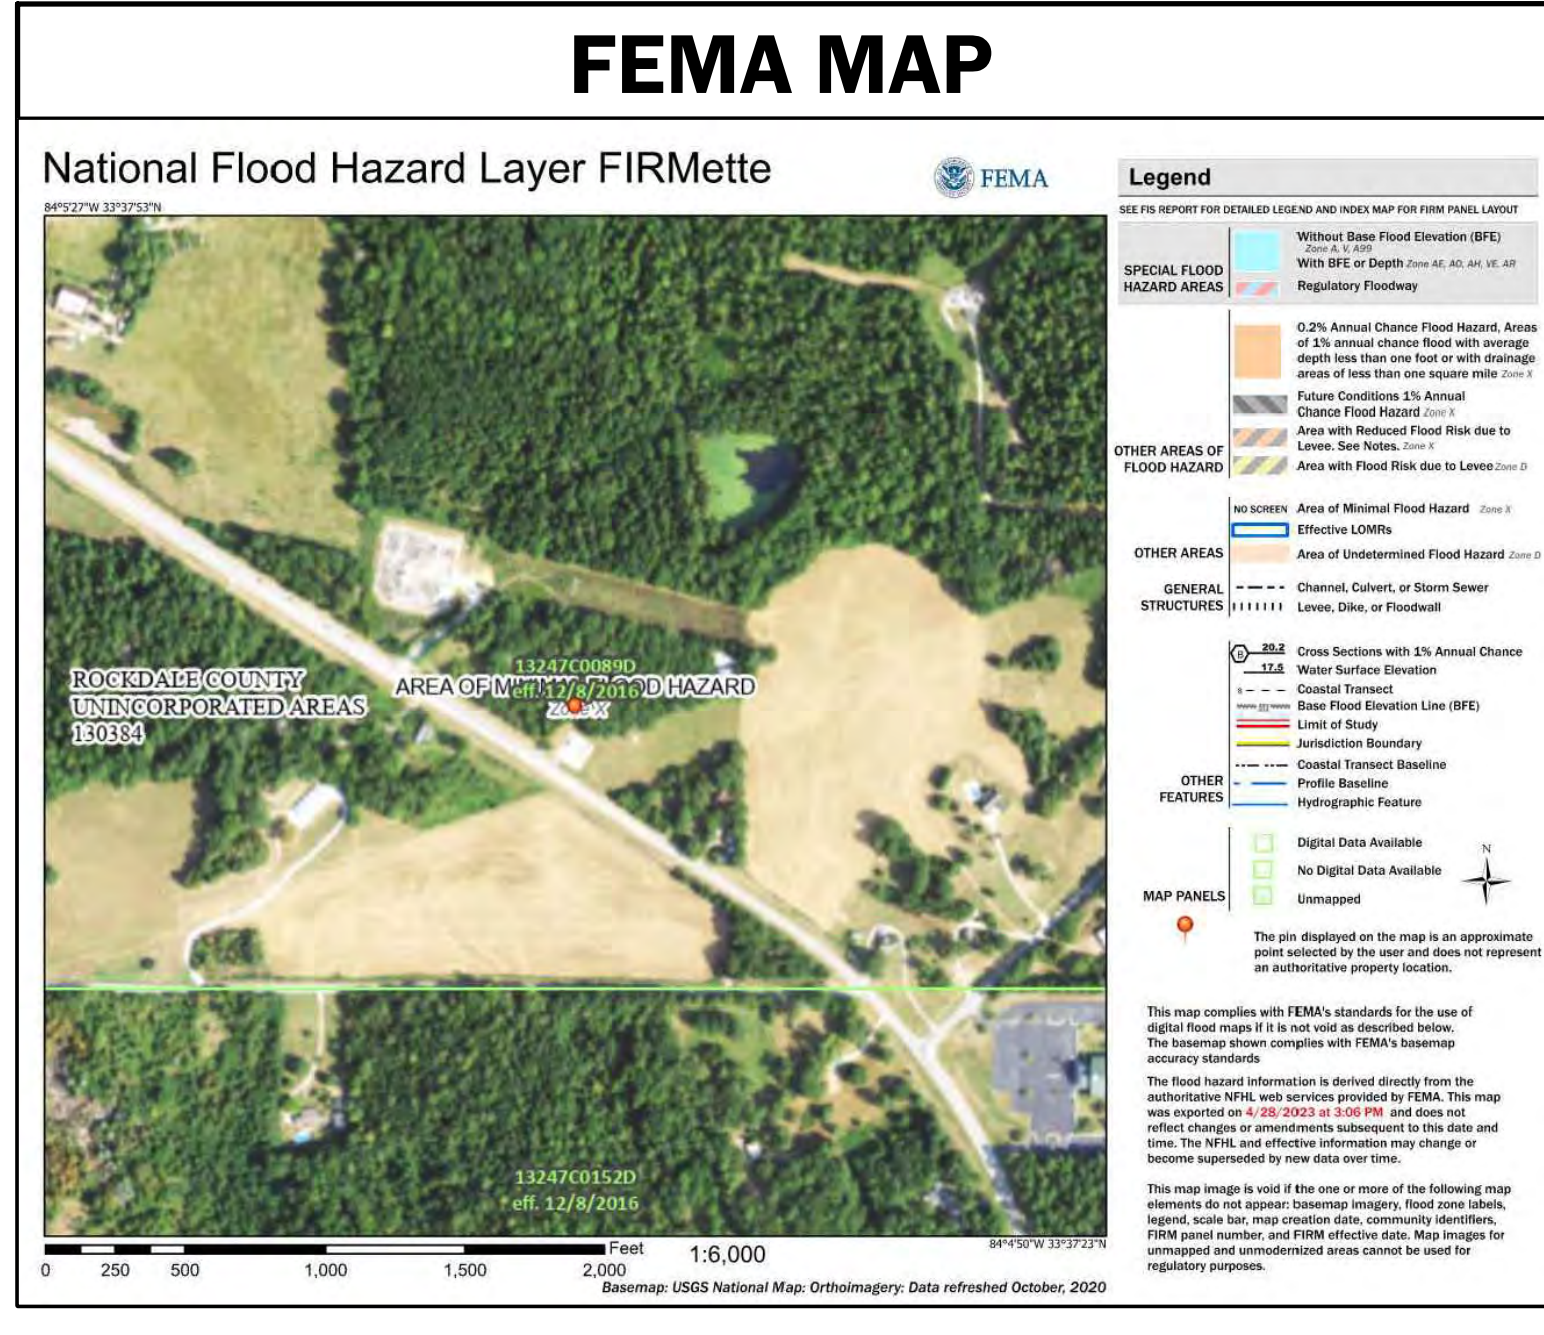 FEMA MAP
National Flood Hazard Layer FIRMette
FEMA
84°5'27"W 33°37'53"N
13247C0089D
AREA OF MINIMAL FLOOD HAZARD
eff. 12/8/2016
Zone X
ROCKDALE COUNTY
UNINCORPORATED AREAS
130384
13247C0152D
eff. 12/8/2016
84°4'50"W 33°37'23"N
Feet
1:6,000
0 250 500 1,000 1,500 2,000
Basemap: USGS National Map: Orthoimagery: Data refreshed October, 2020
Legend
SEE FIS REPORT FOR DETAILED LEGEND AND INDEX MAP FOR FIRM PANEL LAYOUT
SPECIAL FLOOD
HAZARD AREAS
Without Base Flood Elevation (BFE)
Zone A, V, A99
With BFE or Depth Zone AE, AO, AH, VE, AR
Regulatory Floodway
OTHER AREAS OF
FLOOD HAZARD
0.2% Annual Chance Flood Hazard, Areas
of 1% annual chance flood with average
depth less than one foot or with drainage
areas of less than one square mile Zone X
Future Conditions 1% Annual
Chance Flood Hazard Zone X
Area with Reduced Flood Risk due to
Levee. See Notes. Zone X
Area with Flood Risk due to Levee Zone D
OTHER AREAS
NO SCREEN Area of Minimal Flood Hazard Zone X
Effective LOMRs
Area of Undetermined Flood Hazard Zone D
GENERAL
STRUCTURES
Channel, Culvert, or Storm Sewer
Levee, Dike, or Floodwall
OTHER
FEATURES
B 20.2 Cross Sections with 1% Annual Chance
17.5 Water Surface Elevation
8 Coastal Transect
Base Flood Elevation Line (BFE)
Limit of Study
Jurisdiction Boundary
Coastal Transect Baseline
Profile Baseline
Hydrographic Feature
MAP PANELS
Digital Data Available
No Digital Data Available
Unmapped
N
The pin displayed on the map is an approximate
point selected by the user and does not represent
an authoritative property location.
This map complies with FEMA's standards for the use of
digital flood maps if it is not void as described below.
The basemap shown complies with FEMA's basemap
accuracy standards
The flood hazard information is derived directly from the
authoritative NFHL web services provided by FEMA. This map
was exported on 4/28/2023 at 3:06 PM and does not
reflect changes or amendments subsequent to this date and
time. The NFHL and effective information may change or
become superseded by new data over time.
This map image is void if the one or more of the following map
elements do not appear: basemap imagery, flood zone labels,
legend, scale bar, map creation date, community identifiers,
FIRM panel number, and FIRM effective date. Map images for
unmapped and unmodernized areas cannot be used for
regulatory purposes.